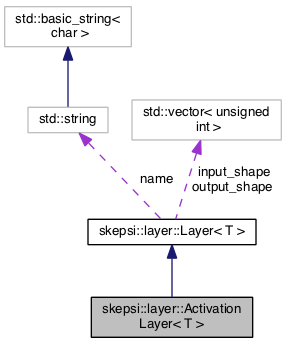 std::basic_string<
char >
std::string
std::vector< unsigned
int >
name
input_shape
output_shape
skepsi::layer::Layer< T >
skepsi::layer::Activation
Layer< T >